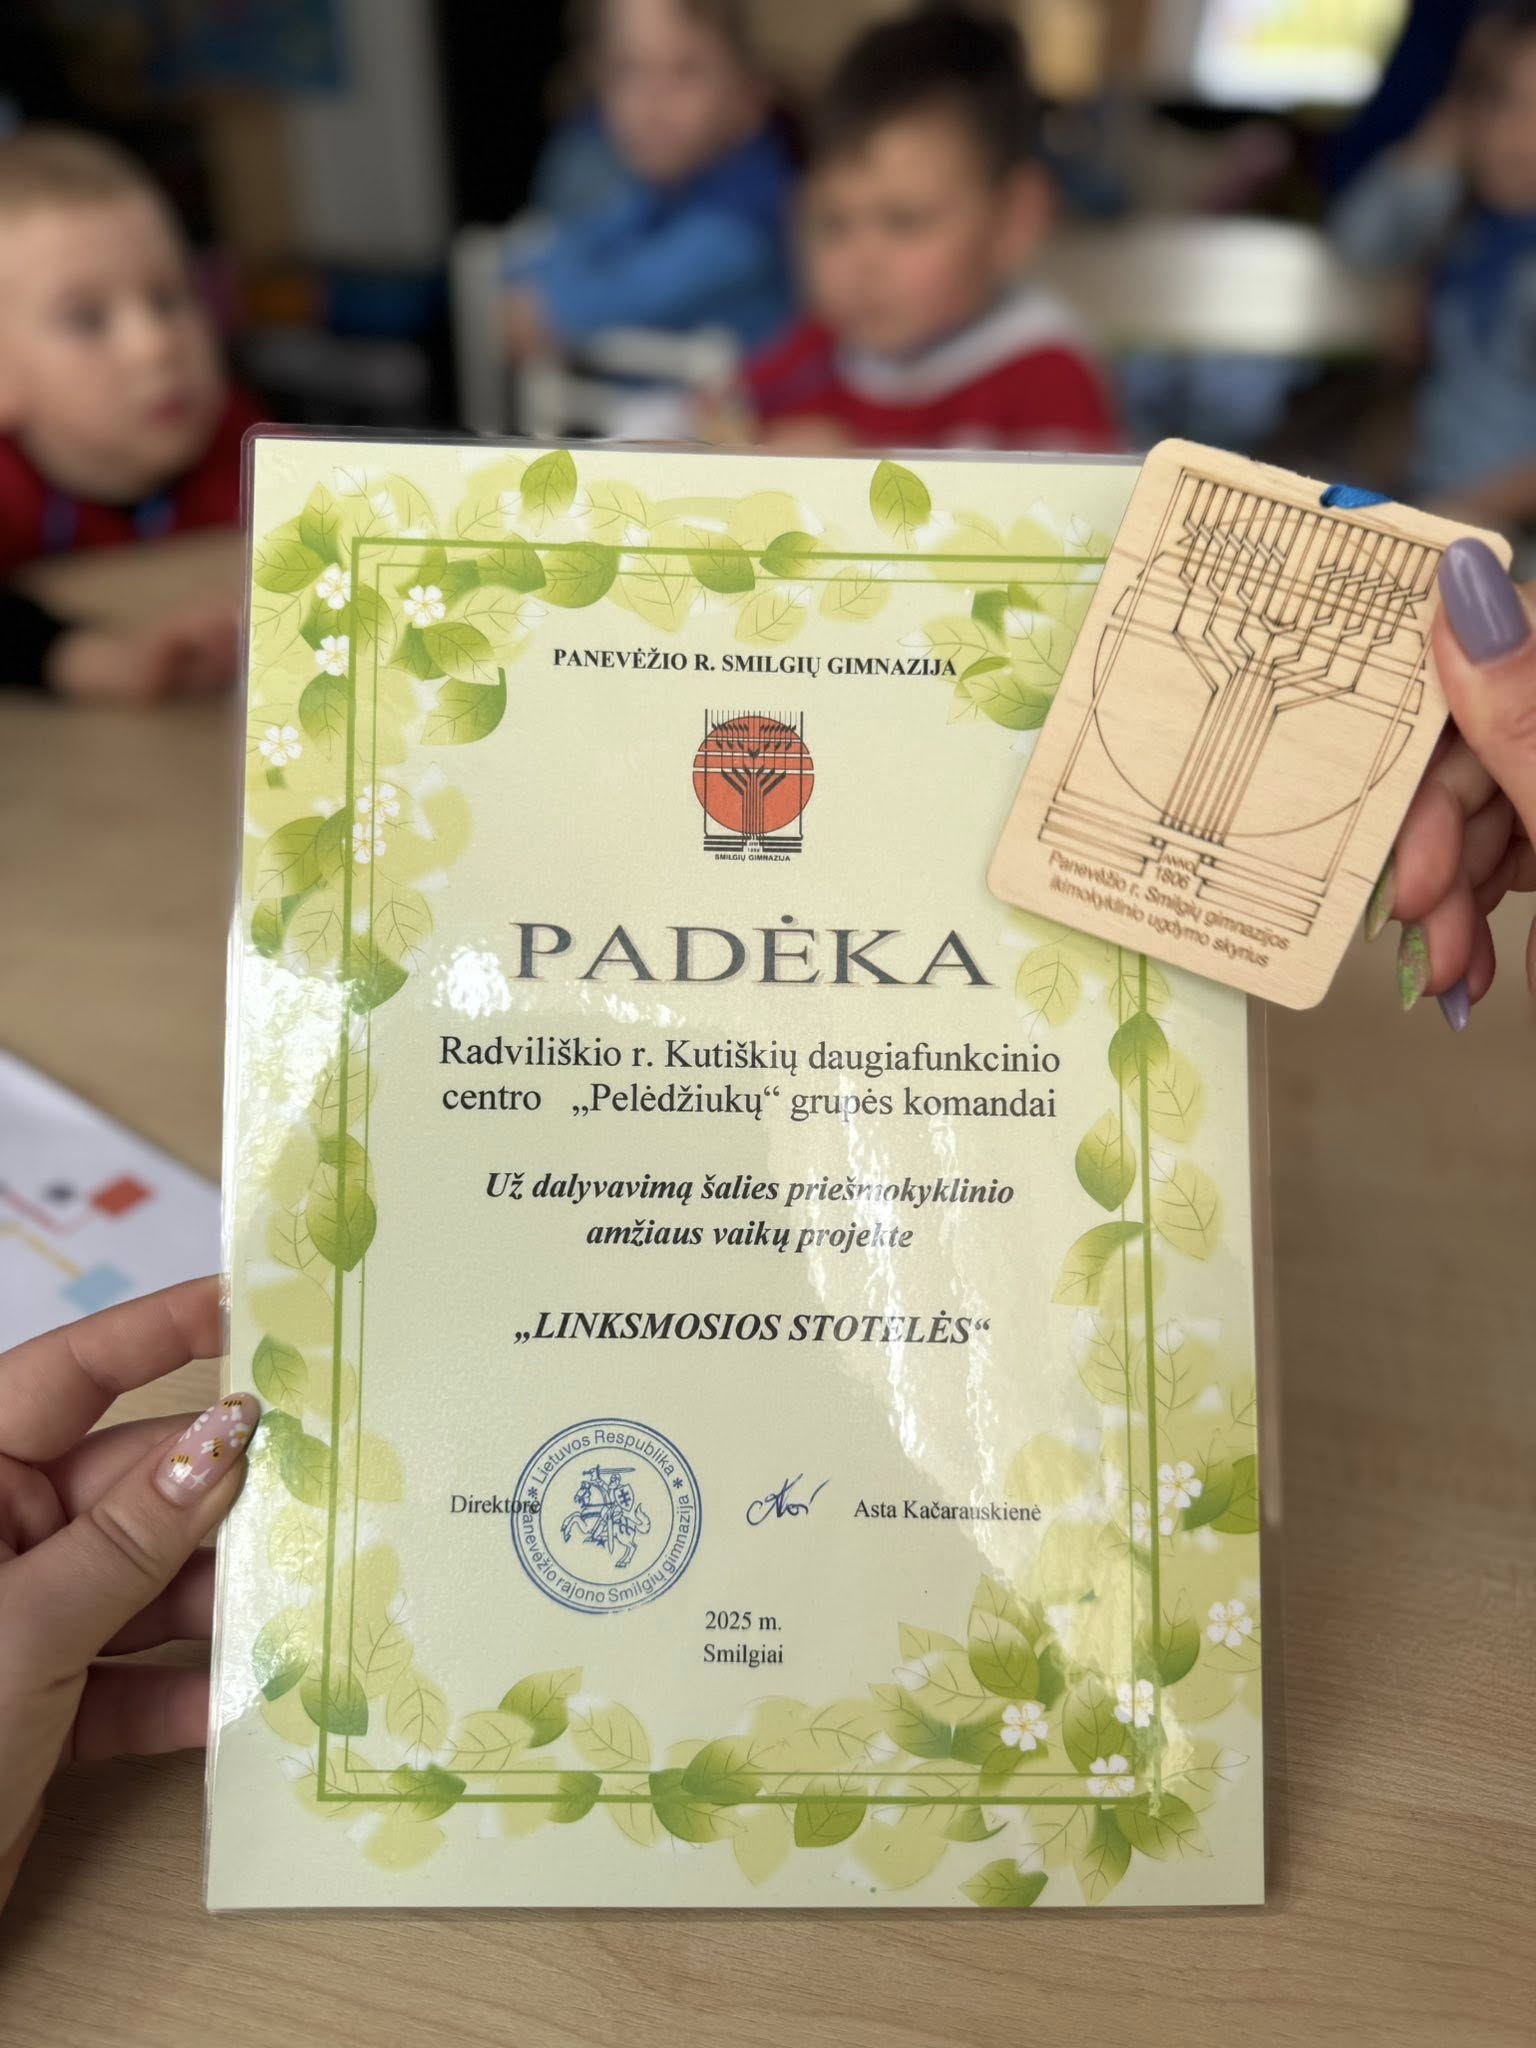 PANEVĖŽIO R. SMILGIŲ GIMNAZIJA
ANNO
1806
SMILGIŲ GIMNAZIJA
ANNO
1806
Panevėžio r. Smilgių gimnazijos
ikimokyklinio ugdymo skyrius
PADĖKA
Radviliškio r. Kutiškių daugiafunkcinio
centro „Pelėdžiukų“ grupės komandai
Už dalyvavimą šalies priešmokyklinio
amžiaus vaikų projekte
„LINKSMOSIOS STOTELĖS“
Direktorė
* Lietuvos Respublika *
Panevėžio rajono Smilgių gimnazija
Asta Kačarauskienė
2025 m.
Smilgiai